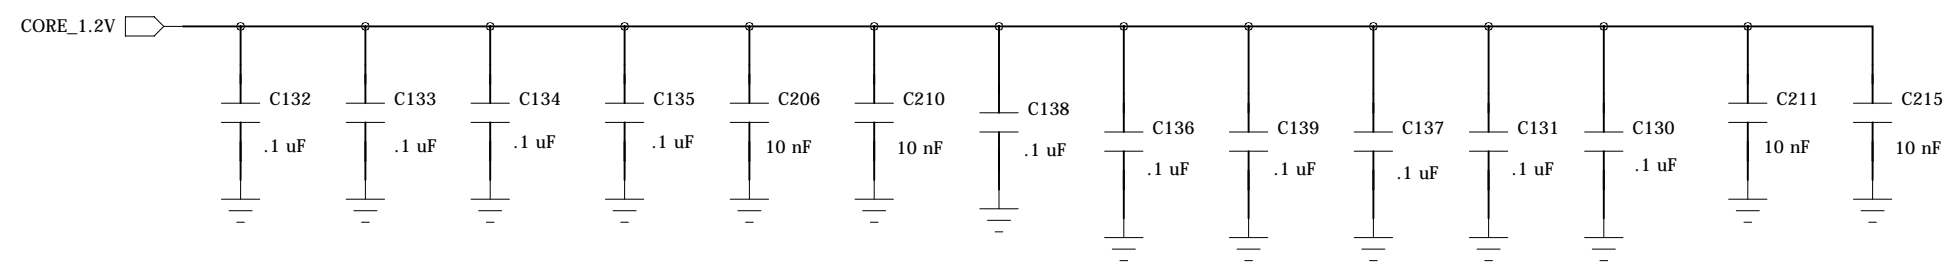 CORE_1.2V
C132
.1 uF
C133
.1 uF
C134
.1 uF
C135
.1 uF
C206
10 nF
C210
10 nF
C138
.1 uF
C136
.1 uF
C139
.1 uF
C137
.1 uF
C131
.1 uF
C130
.1 uF
C211
10 nF
C215
10 nF